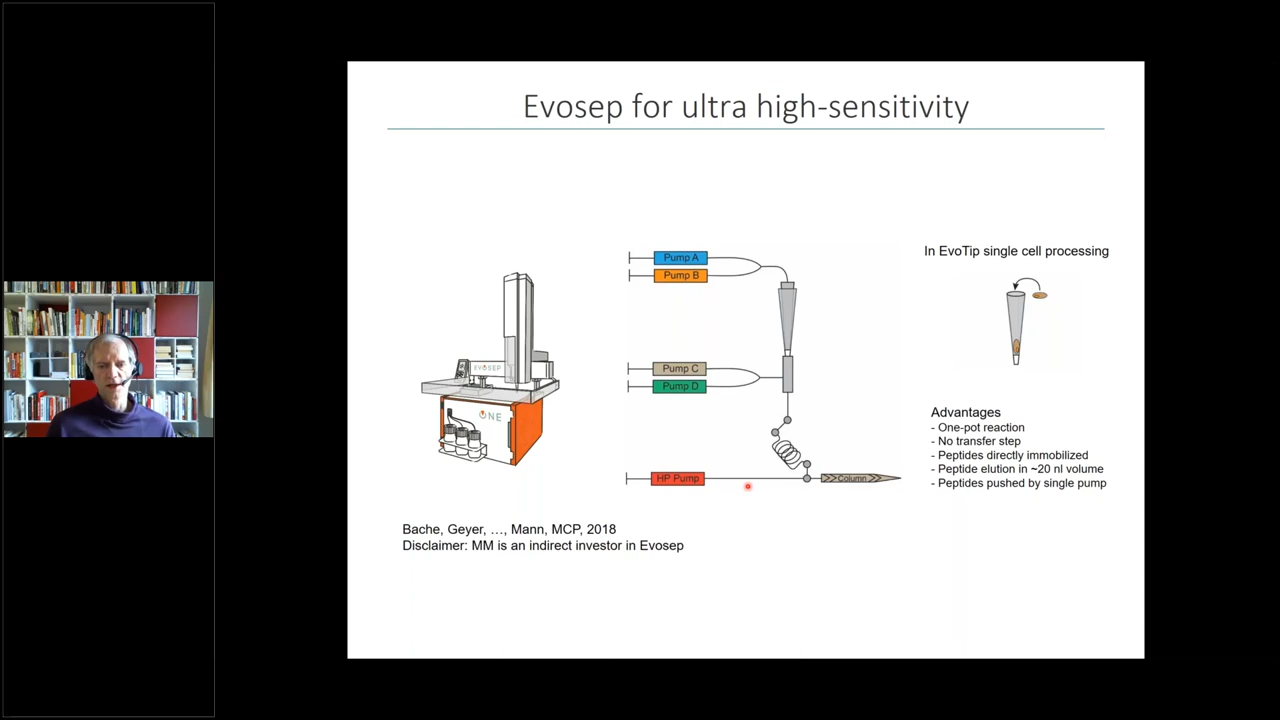 Evosep for ultra high-sensitivity
EVOSEP
ONE
Pump A
Pump B
Pump C
Pump D
HP Pump
Column
In EvoTip single cell processing
Advantages
- One-pot reaction
- No transfer step
- Peptides directly immobilized
- Peptide elution in ~20 nl volume
- Peptides pushed by single pump
Bache, Geyer, …, Mann, MCP, 2018
Disclaimer: MM is an indirect investor in Evosep